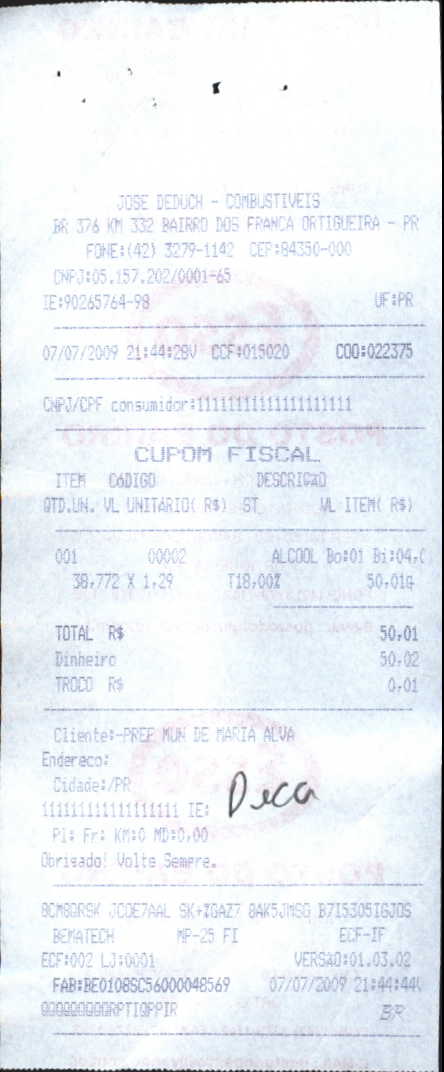 JOSE DEDUCH - COMBUSTIVEIS
BR 376 KM 332 BAIRRO DOS FRANCA ORTIGUEIRA - PR
FONE:(42) 3279-1142 CEP:84350-000
CNPJ:05.157.202/0001-65
IE:90265764-98 UF:PR
07/07/2009 21:44:28V CCF:015020 COO:022375
CNPJ/CPF consumidor:11111111111111111111
CUPOM FISCAL
ITEM CÓDIGO DESCRIÇÃO
QTD.UN. VL UNITÁRIO( R$) ST VL ITEM( R$)
001 00002 ALCOOL Bo:01 Bi:04,0
38,772 X 1,29 T18,00% 50,01G
TOTAL R$ 50,01
Dinheiro 50,02
TROCO R$ 0,01
Cliente:-PREF MUN DE MARIA ALVA
Endereco:
Cidade:/PR
111111111111111111 IE:
Deca
Pl: Fr: KM:0 MD:0,00
Obrigado! Volte Sempre.
BEMATECH MP-25 FI ECF-IF
ECF:002 LJ:0001 VERSÃO:01.03.02
FAB:BE0108SC56000048569 07/07/2009 21:44:44
QQQQQQQQQRPTIQPPIR BR